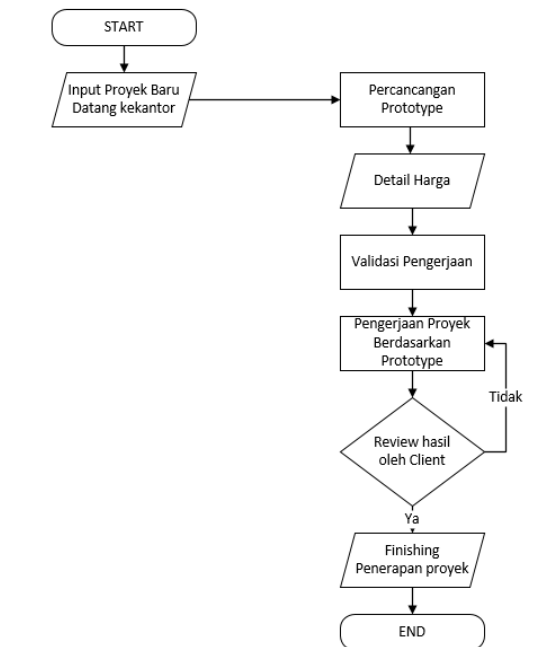 START
Input Proyek Baru
Datang kekantor
Percancangan
Prototype
Detail Harga
Validasi Pengerjaan
Pengerjaan Proyek
Berdasarkan
Prototype
Tidak
Review hasil
oleh Client
Ya
Finishing
Penerapan proyek
END